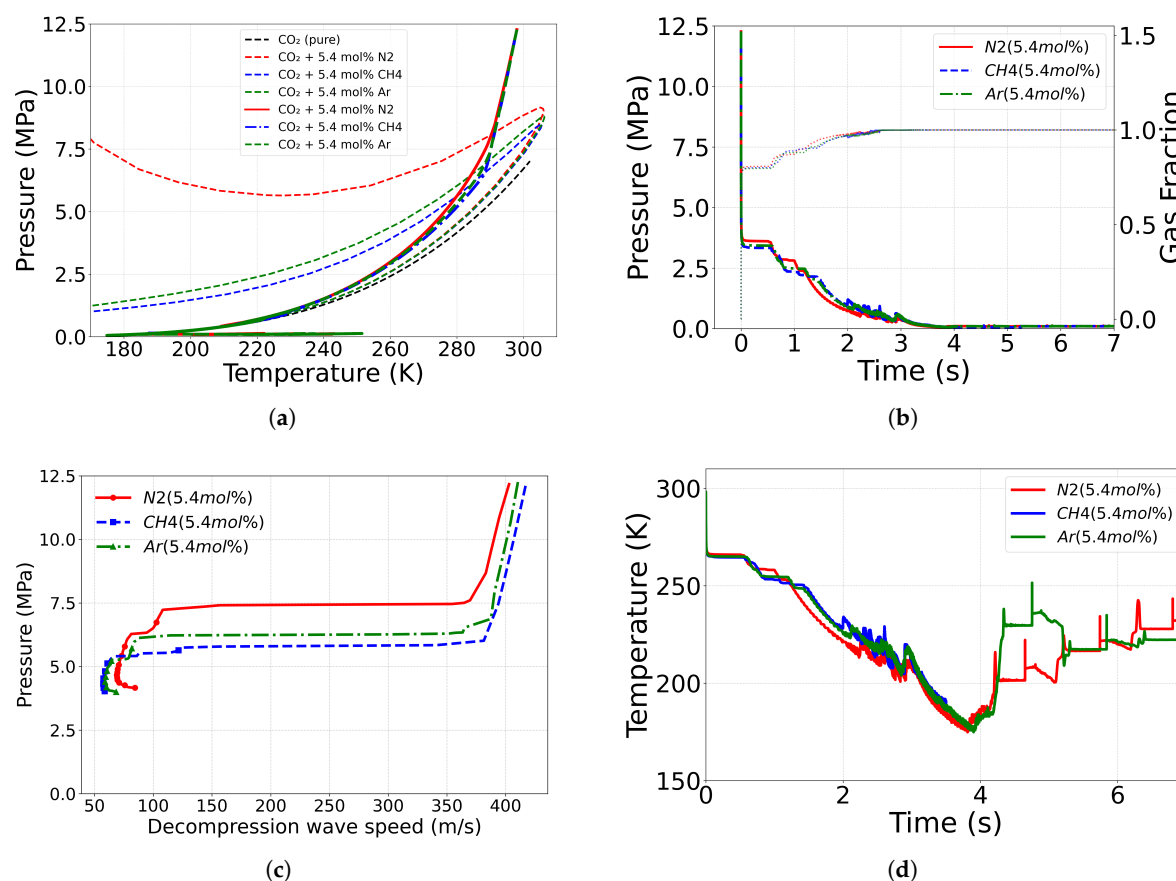 12.5
10.0
7.5
5.0
2.5
0.0
Pressure (MPa)
CO₂ (pure)
CO₂ + 5.4 mol% N2
CO₂ + 5.4 mol% CH4
CO₂ + 5.4 mol% Ar
CO₂ + 5.4 mol% N2
CO₂ + 5.4 mol% CH4
CO₂ + 5.4 mol% Ar
180 200 220 240 260 280 300
Temperature (K)
(a)
12.5
10.0
7.5
5.0
2.5
0.0
Pressure (MPa)
N2(5.4mol%)
CH4(5.4mol%)
Ar(5.4mol%)
1.5
1.0
0.5
0.0
Gas Fraction
0 1 2 3 4 5 6 7
Time (s)
(b)
12.5
10.0
7.5
5.0
2.5
0.0
Pressure (MPa)
N2(5.4mol%)
CH4(5.4mol%)
Ar(5.4mol%)
50 100 150 200 250 300 350 400
Decompression wave speed (m/s)
(c)
300
250
200
150
Temperature (K)
N2(5.4mol%)
CH4(5.4mol%)
Ar(5.4mol%)
0 2 4 6
Time (s)
(d)